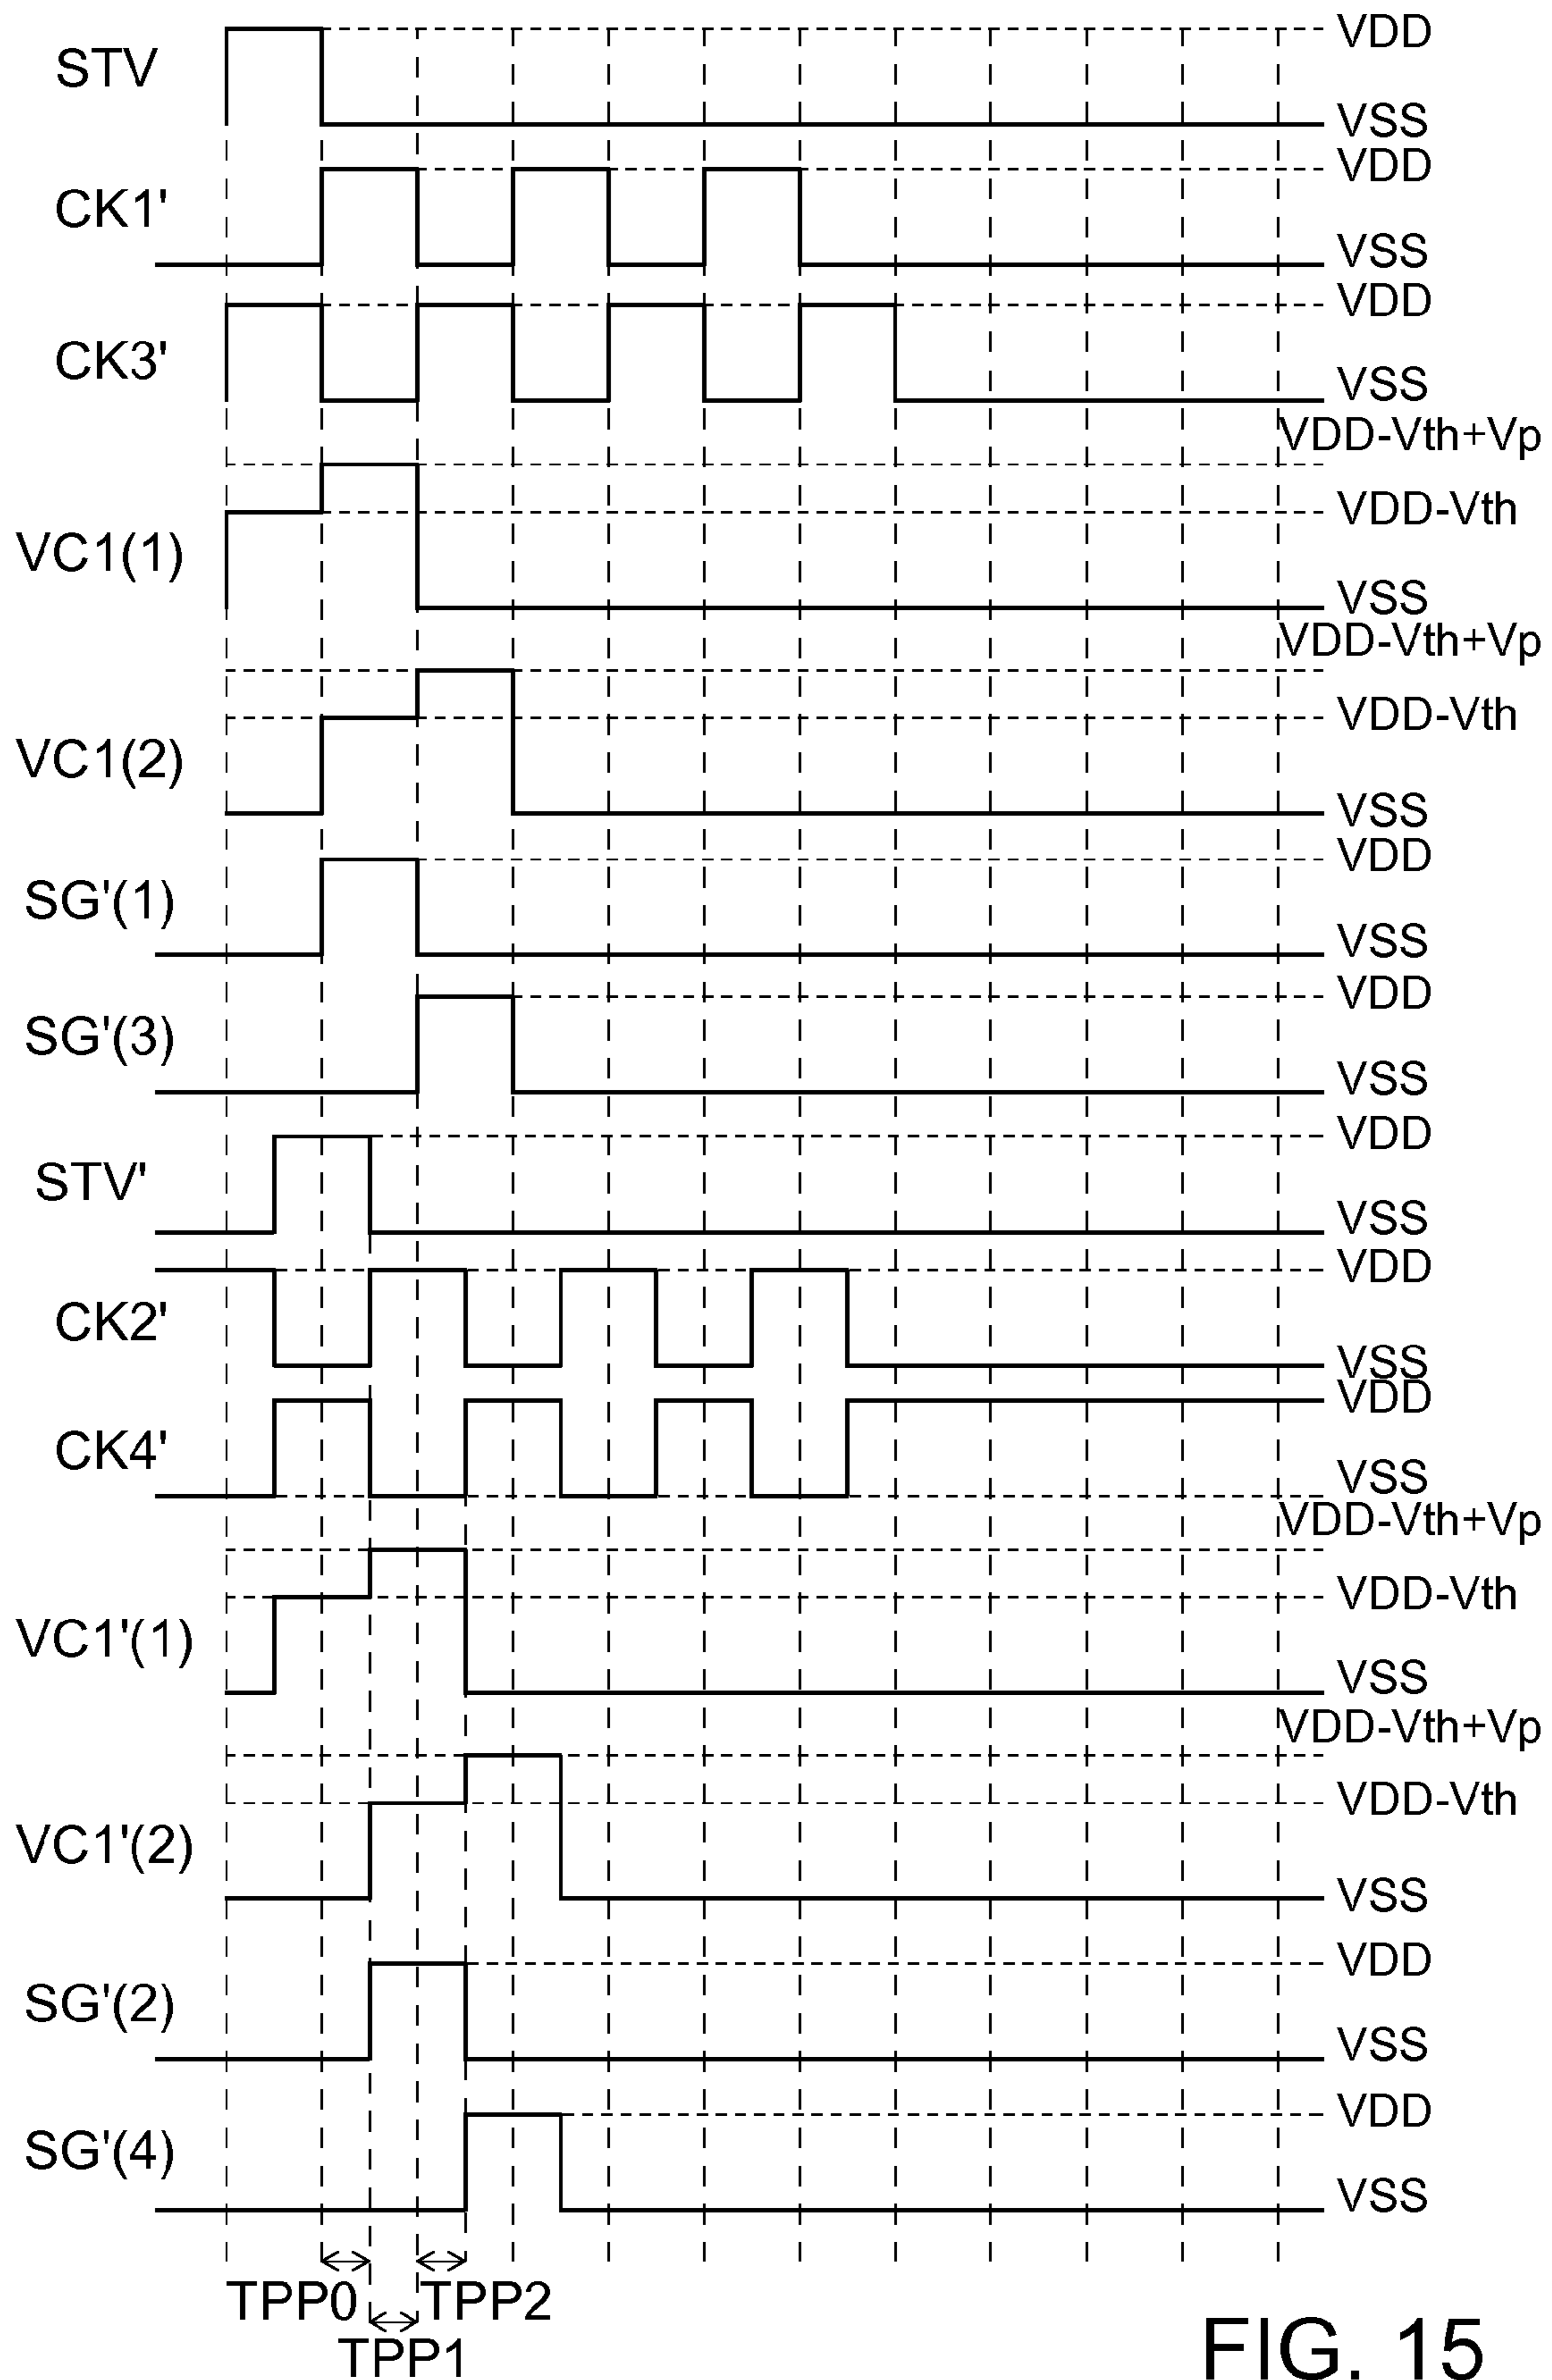 STV
VDD
VSS
CK1'
VDD
VSS
CK3'
VDD
VSS
VC1(1)
VDD-Vth+Vp
VDD-Vth
VSS
VC1(2)
VDD-Vth+Vp
VDD-Vth
VSS
SG'(1)
VDD
VSS
SG'(3)
VDD
VSS
STV'
VDD
VSS
CK2'
VDD
VSS
CK4'
VDD
VSS
VC1'(1)
VDD-Vth+Vp
VDD-Vth
VSS
VC1'(2)
VDD-Vth+Vp
VDD-Vth
VSS
SG'(2)
VDD
VSS
SG'(4)
VDD
VSS
TPP0
TPP2
TPP1
FIG. 15